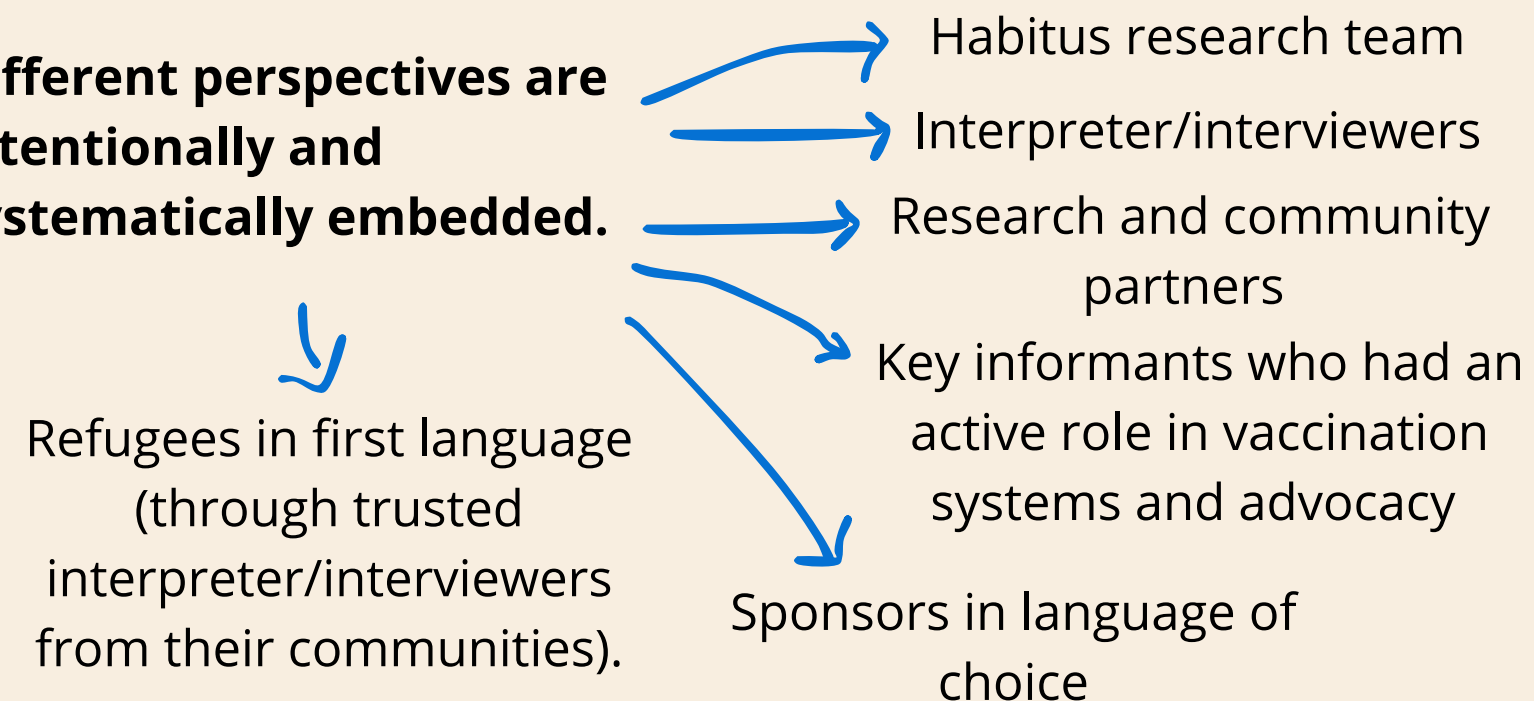 fferent perspectives are
tentionally and
stematically embedded.
Habitus research team
Interpreter/interviewers
Research and community
partners
Key informants who had an
active role in vaccination
systems and advocacy
Sponsors in language of
choice
Refugees in first language
(through trusted
interpreter/interviewers
from their communities).